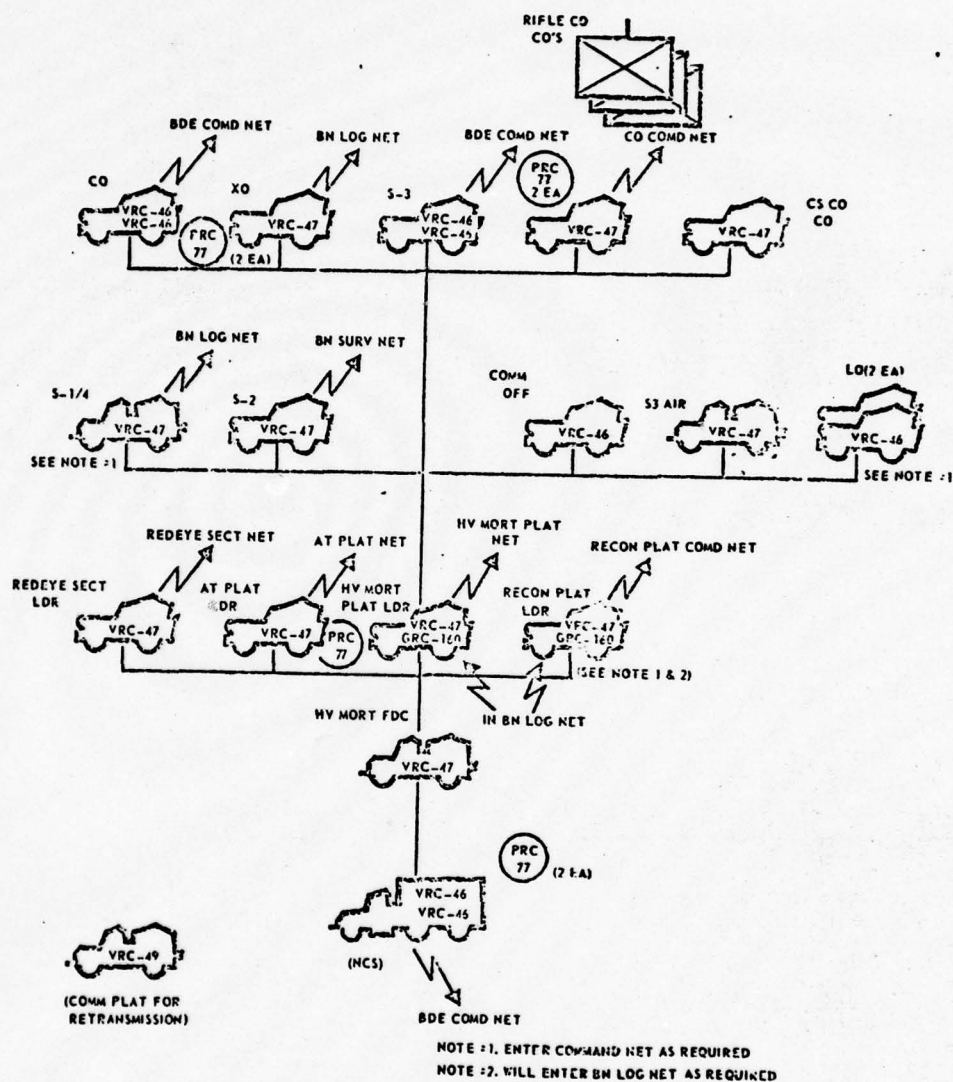 RIFLE CO
CO'S
BDE COMD NET
BN LOG NET
BDE COMD NET
PRC
77
2 EA
CO COMD NET
CO
VRC-46
VRC-46
PRC
77
(2 EA)
XO
VRC-47
S-3
VRC-46
VRC-46
VRC-47
VRC-47
CS CO
CO
BN LOG NET
BN SURV NET
S-1/4
VRC-47
SEE NOTE #1
S-2
VRC-47
COMM
OFF
VRC-46
S3 AIR
VRC-47
LO(2 EA)
VRC-46
SEE NOTE #1
REDEYE SECT NET
AT PLAT NET
HV MORT PLAT
NET
RECON PLAT COMD NET
REDEYE SECT
LDR
VRC-47
AT PLAT
LDR
VRC-47
PRC
77
HV MORT
PLAT LDR
VRC-47
GRC-160
RECON PLAT
LDR
VRC-47
GRC-160
(SEE NOTE 1 & 2)
IN BN LOG NET
HV MORT FDC
VRC-47
PRC
77
(2 EA)
VRC-46
VRC-46
(NCS)
BDE COMD NET
VRC-49
(COMM PLAT FOR
RETRANSMISSION)
NOTE #1. ENTER COMMAND NET AS REQUIRED
NOTE #2. WILL ENTER BN LOG NET AS REQUIRED